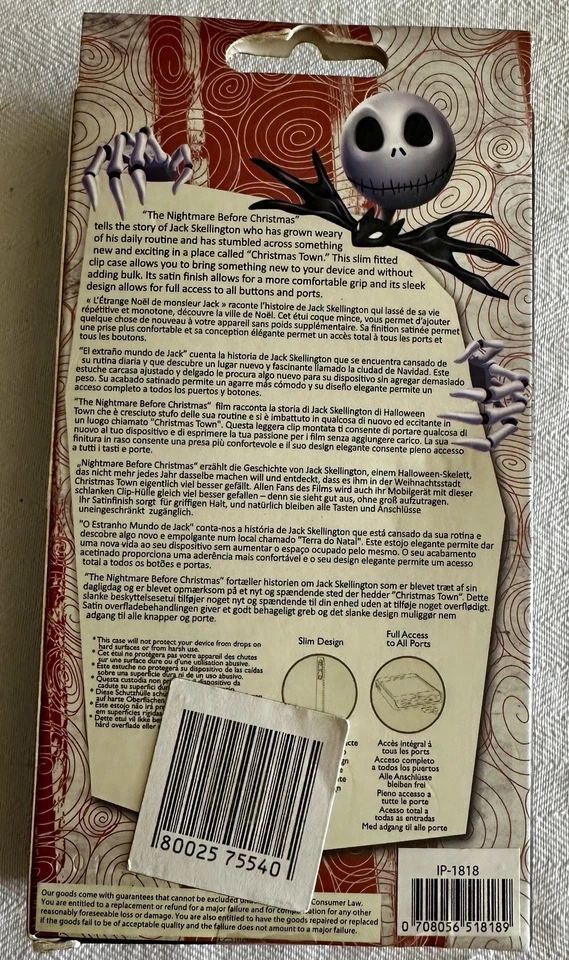 "The Nightmare Before Christmas"
tells the story of Jack Skellington who has grown weary
of his daily routine and has stumbled across something
new and exciting in a place called "Christmas Town." This slim fitted
clip case allows you to bring something new to your device and without
adding bulk. Its satin finish allows for a more comfortable grip and its sleek
design allows for full access to all buttons and ports.
« L'Étrange Noël de monsieur Jack » raconte l'histoire de Jack Skellington qui lassé de sa vie
répétitive et monotone, découvre la ville de Noël. Cet étui coque mince, vous permet d'ajouter
quelque chose de nouveau à votre appareil sans poids supplémentaire. Sa finition satinée permet
une prise plus confortable et sa conception élégante permet un accès total à tous les ports et
tous les boutons.
"El extraño mundo de Jack" cuenta la historia de Jack Skellington que se encuentra cansado de
su rutina diaria y que descubre un lugar nuevo y fascinante llamado la ciudad de Navidad. Este
estuche carcasa ajustado y delgado le procura algo nuevo para su dispositivo sin agregar demasiado
peso. Su acabado satinado permite un agarre más cómodo y su diseño elegante permite un
acceso completo a todos los puertos y botones.
"The Nightmare Before Christmas" film racconta la storia di Jack Skellington di Halloween
Town che è cresciuto stufo delle sua routine e si è imbattuto in qualcosa di nuovo ed eccitante in
un luogo chiamato "Christmas Town". Questa leggera clip montata ti consente di portare qualcosa di
nuovo al tuo dispositivo e di esprimere la tua passione per i film senza aggiungere carico. La sua
finitura in raso consente una presa più confortevole e il suo design elegante consente pleno accesso
a tutti i tasti e porte.
„Nightmare Before Christmas" erzählt die Geschichte von Jack Skellington, einem Halloween-Skelett,
das nicht mehr jedes Jahr dasselbe machen will und entdeckt, dass es ihm in der Weihnachtsstadt
Christmas Town eigentlich viel besser gefällt. Allen Fans des Films wird auch ihr Mobilgerät mit dieser
schlanken Clip-Hülle gleich viel besser gefallen – denn sie sieht gut aus, ohne groß aufzutragen.
Ihr Satinfinish sorgt für griffigen Halt, und natürlich bleiben alle Tasten und Anschlüsse
uneingeschränkt zugänglich.
"O Estranho Mundo de Jack" conta-nos a história de Jack Skellington que está cansado da sua rotina e
descobre algo novo e empolgante num local chamado "Terra do Natal". Este estojo elegante permite dar
uma nova vida ao seu dispositivo sem aumentar o espaço ocupado pelo mesmo. O seu acabamento
acetinado proporciona uma aderência mais confortável e o seu design elegante permite um acesso
total a todos os botões e portas.
"The Nightmare Before Christmas" fortæller historien om Jack Skellington som er blevet træt af sin
dagligdag og er blevet opmærksom på et nyt og spændende sted der hedder "Christmas Town". Dette
slanke beskyttelsesetui tilføjer noget nyt og spændende til din enhed uden at tilføje noget overflødigt.
Satin overfladebehandlingen giver et godt behageligt greb og det slanke design muliggør nem
adgang til alle knapper og porte.
*This case will not protect your device from drops on
hard surfaces or from harsh use.
* Cet étui ne protégera pas votre appareil des chutes
sur une surface dure ou d'une utilisation abusive.
* Este estuche no protegerá su dispositivo de las caídas
sobre una superficie dura ni de un uso abusivo.
* Questa custodia non dispositivo da
cadute su superfici
* Diese Schutzhülle
auf harte Oberflächen
* Este estojo não irá
em superfícies rígidas
* Dette etui vil ikke
hård overflade eller
Slim Design
Full Access
to All Ports
Accès intégral à
tous les ports
Acceso completo
a todos los puertos
Alle Anschlüsse
bleiben frei
Pleno accesso a
tutte le porte
Acesso total a
todas as entradas
Med adgang til alle porte
80025 75540
IP-1818
0 708056 518189
Our goods come with guarantees that cannot be excluded Consumer Law.
You are entitled to a replacement or refund for a major failure and for for any other
reasonably foreseeable loss or damage. You are also entitled to have the goods repaired or replaced
if the goods fail to be of acceptable quality and the failure does not amount to a major failure.